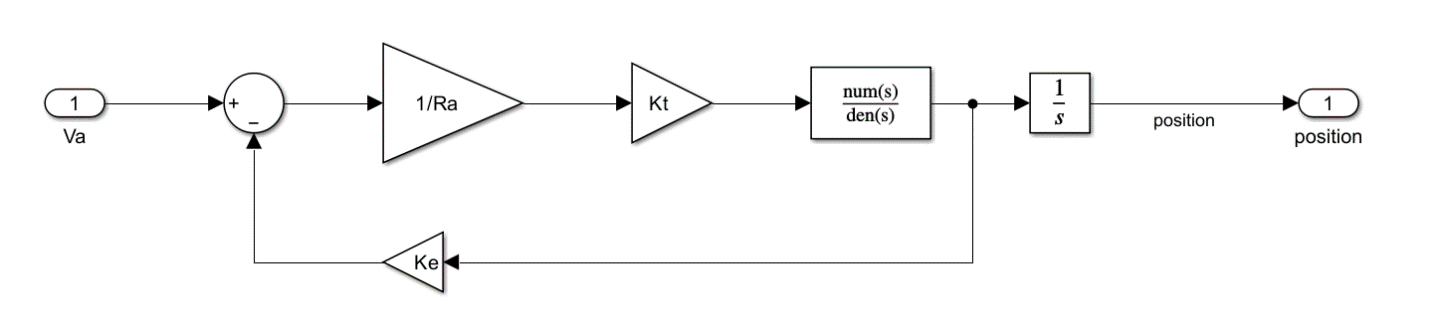 1
Va
+
−
1/Ra
Kt
num(s)
den(s)
1
s
position
1
position
Ke